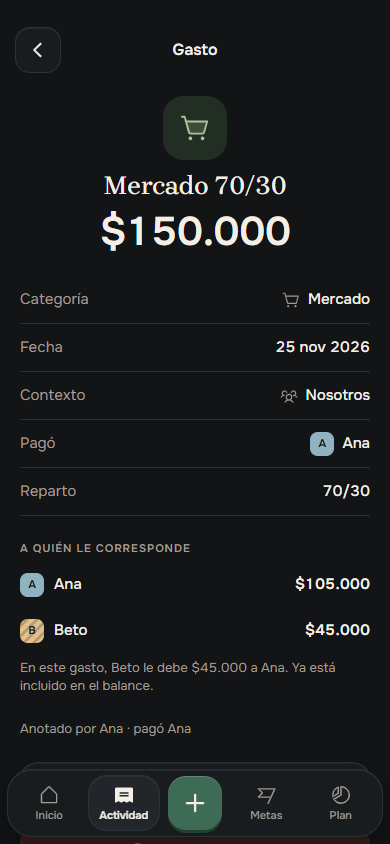 Gasto
Mercado 70/30
$150.000
Categoría Mercado
Fecha 25 nov 2026
Contexto Nosotros
Pagó A Ana
Reparto 70/30
A QUIÉN LE CORRESPONDE
A Ana $105.000
B Beto $45.000
En este gasto, Beto le debe $45.000 a Ana. Ya está
incluido en el balance.
Anotado por Ana · pagó Ana
Inicio Actividad Metas Plan